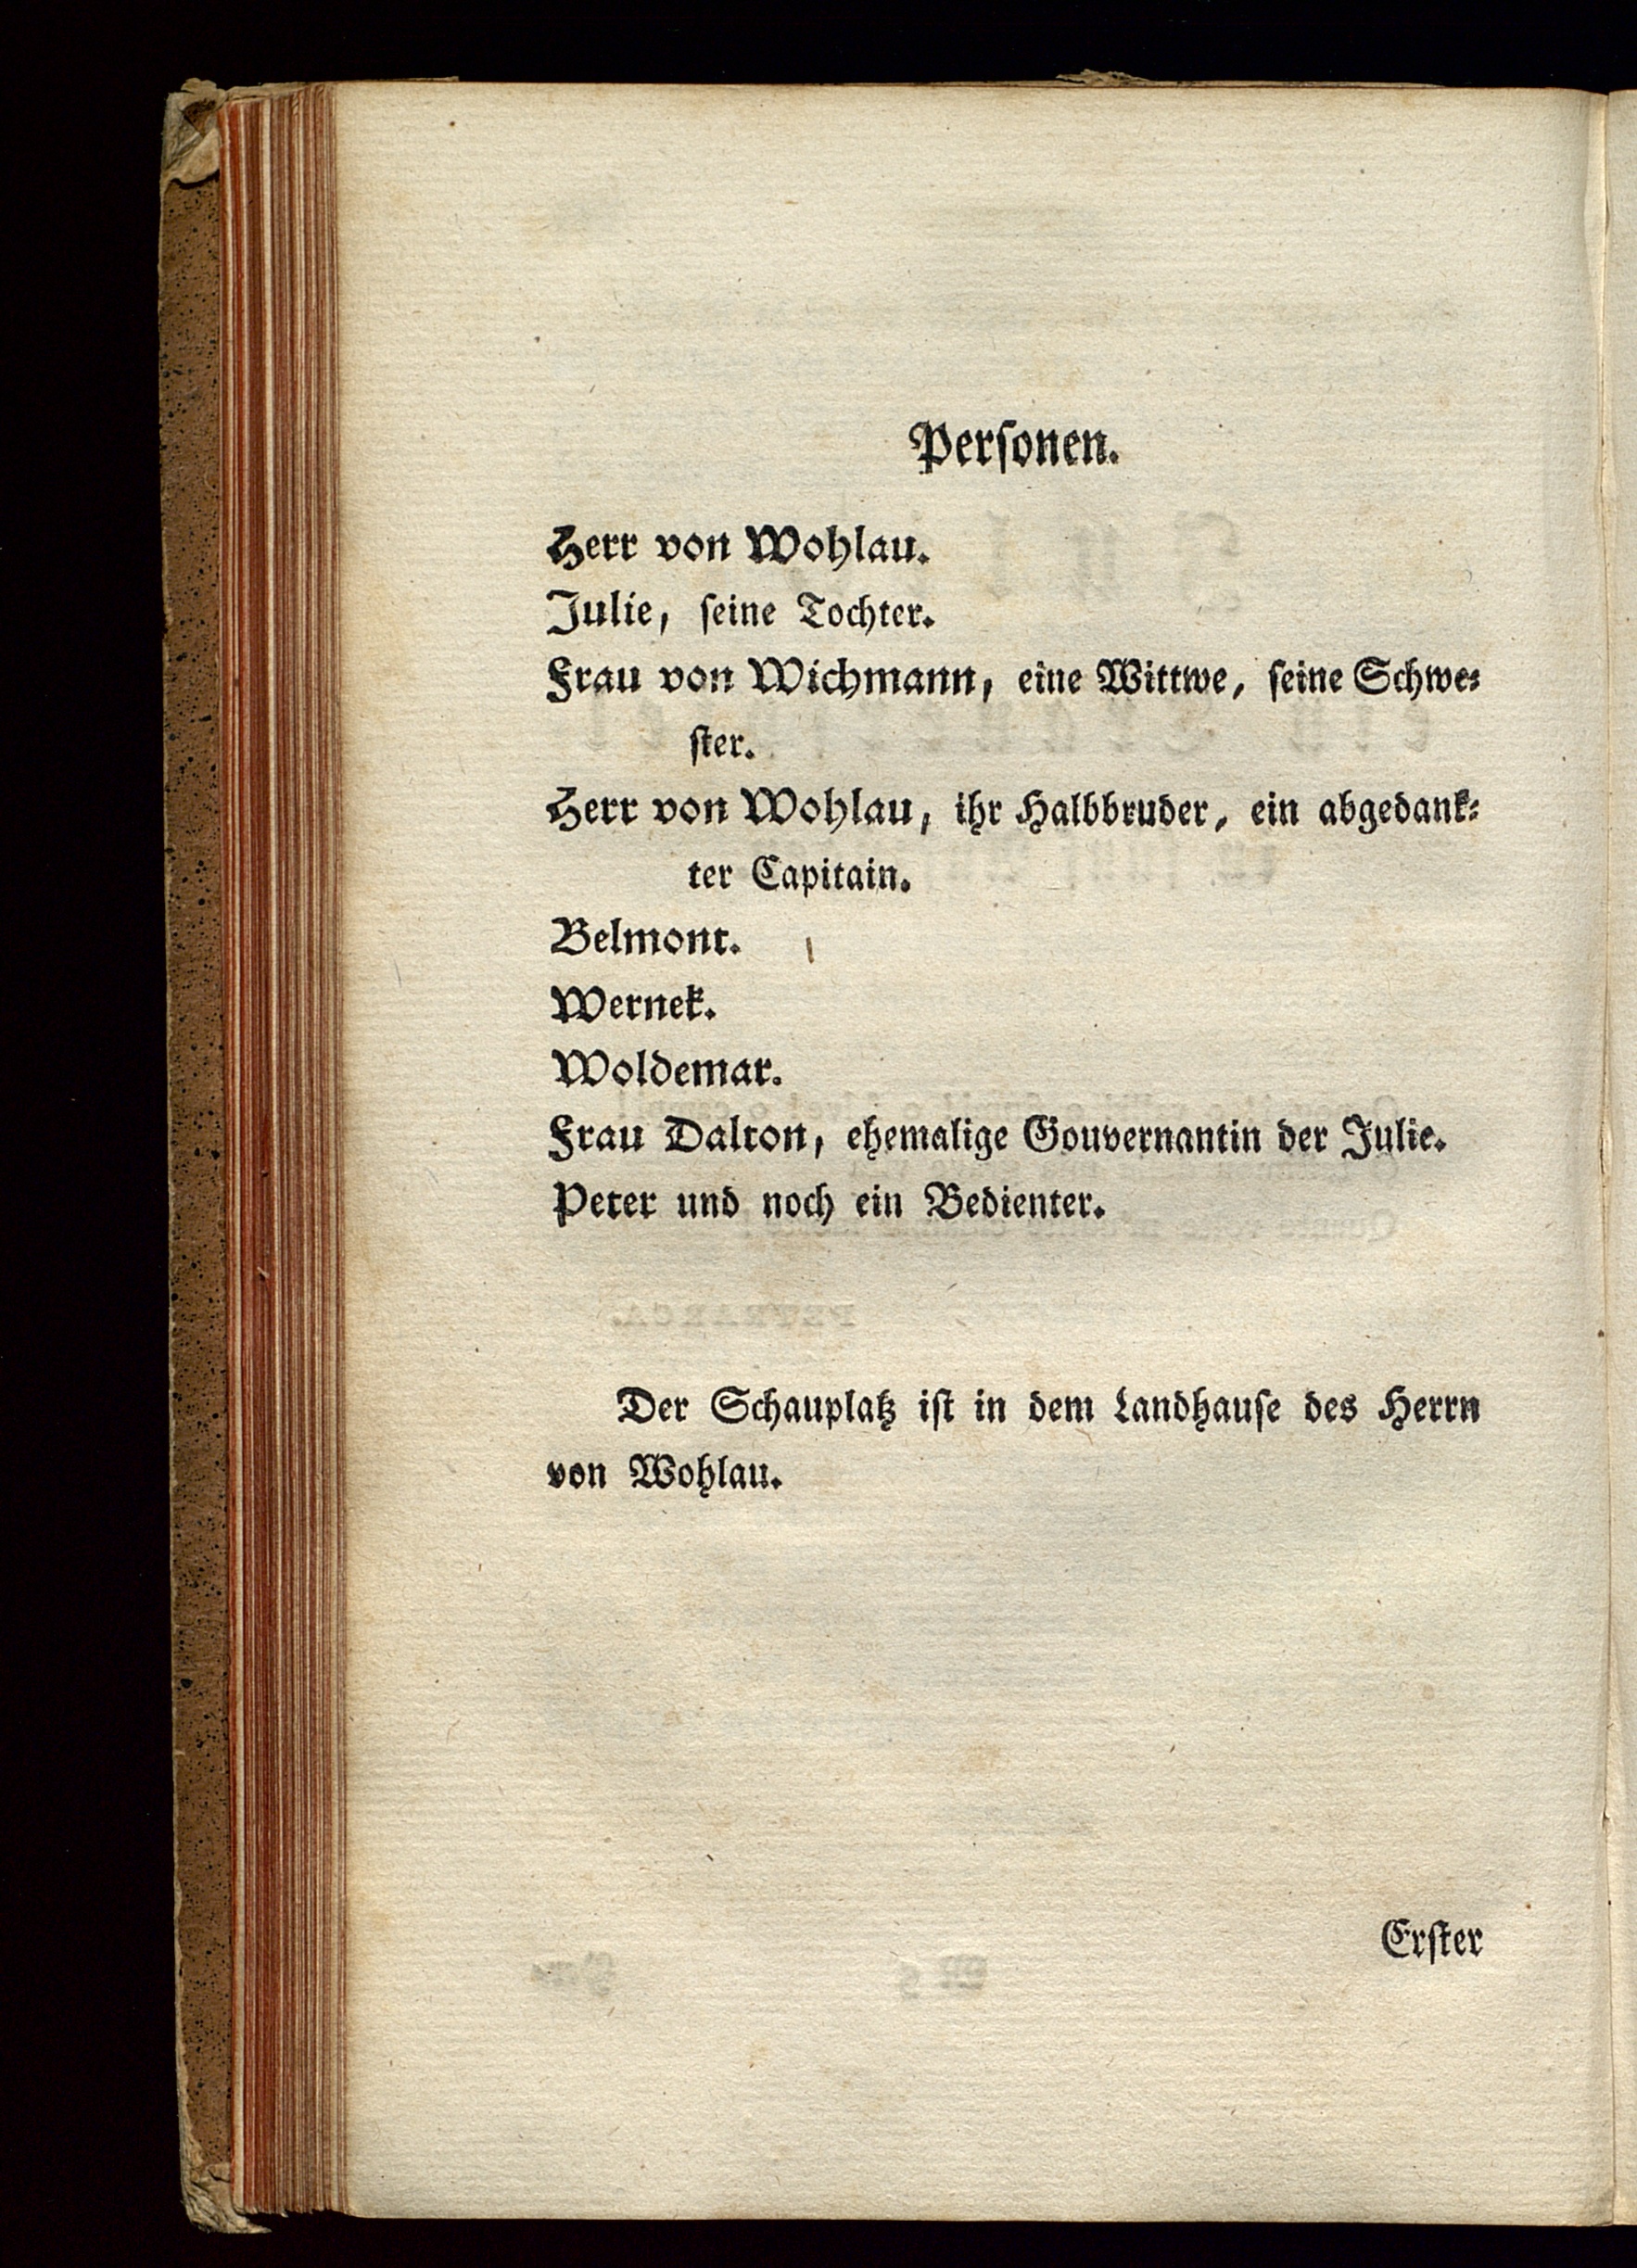 Perſonen.
Herr von Wohlau.
Julie, ſeine Tochter.
Frau von Wichmann, eine Wittwe, ſeine Schwe⸗
ſter.
Herr von Wohlau, ihr Halbbruder, ein abgedank⸗
ter Capitain.
Belmont.
Wernek.
Woldemar.
Frau Dalton, ehemalige Gouvernantin der Julie.
Peter und noch ein Bedienter.
Der Schauplatz iſt in dem Landhauſe des Herrn
von Wohlau.
Erſter